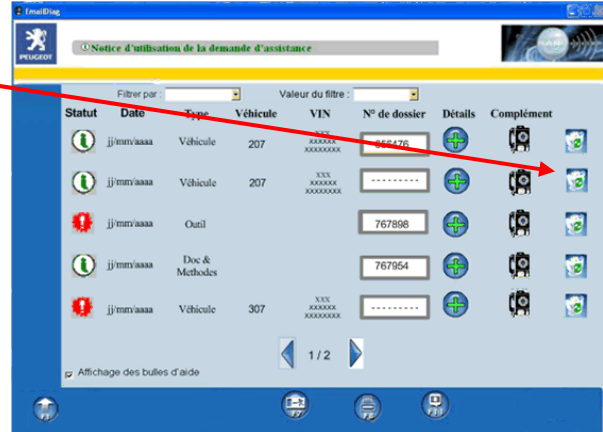 EmailDiag
PEUGEOT
Notice d'utilisation de la demande d'assistance
Filtrer par : Valeur du filtre :
Statut Date Type Véhicule VIN N° de dossier Détails Complément
jj/mm/aaaa Véhicule 207 xxx xxxxxx xxxxxxxx
jj/mm/aaaa Véhicule 207 xxx xxxxxx xxxxxxxx ---------
jj/mm/aaaa Outil 767898
jj/mm/aaaa Doc & Methodes 767954
jj/mm/aaaa Véhicule 307 xxx xxxxxx xxxxxxxx ---------
1 / 2
Affichage des bulles d'aide